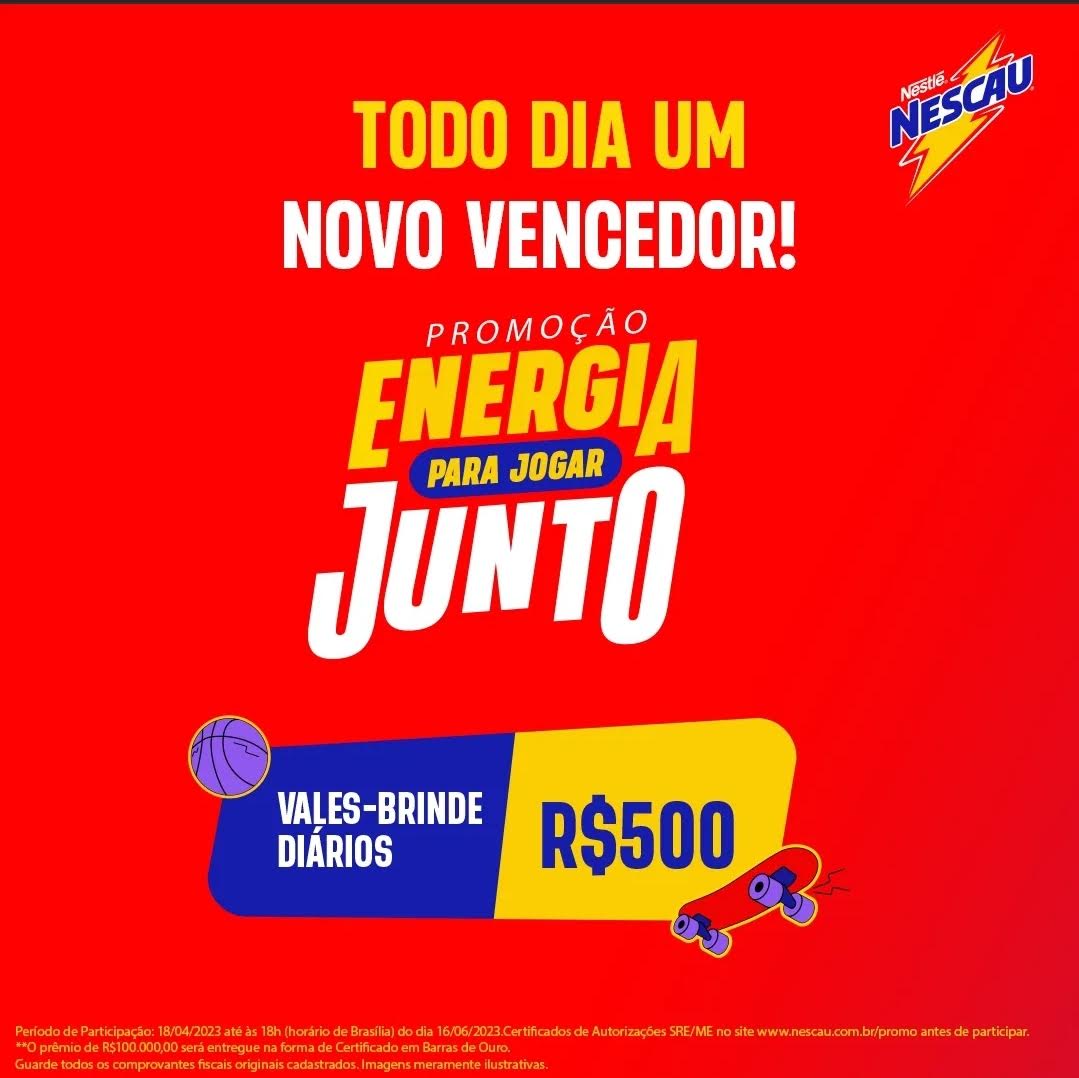 Nestlé
NESCAU
TODO DIA UM
NOVO VENCEDOR!
PROMOÇÃO
ENERGIA
PARA JOGAR
JUNTO
VALES-BRINDE
DIÁRIOS
R$500
Período de Participação: 18/04/2023 até às 18h (horário de Brasília) do dia 16/06/2023.Certificados de Autorizações SRE/ME no site www.nescau.com.br/promo antes de participar.
**O prêmio de R$100.000,00 será entregue na forma de Certificado em Barras de Ouro.
Guarde todos os comprovantes fiscais originais cadastrados. Imagens meramente ilustrativas.